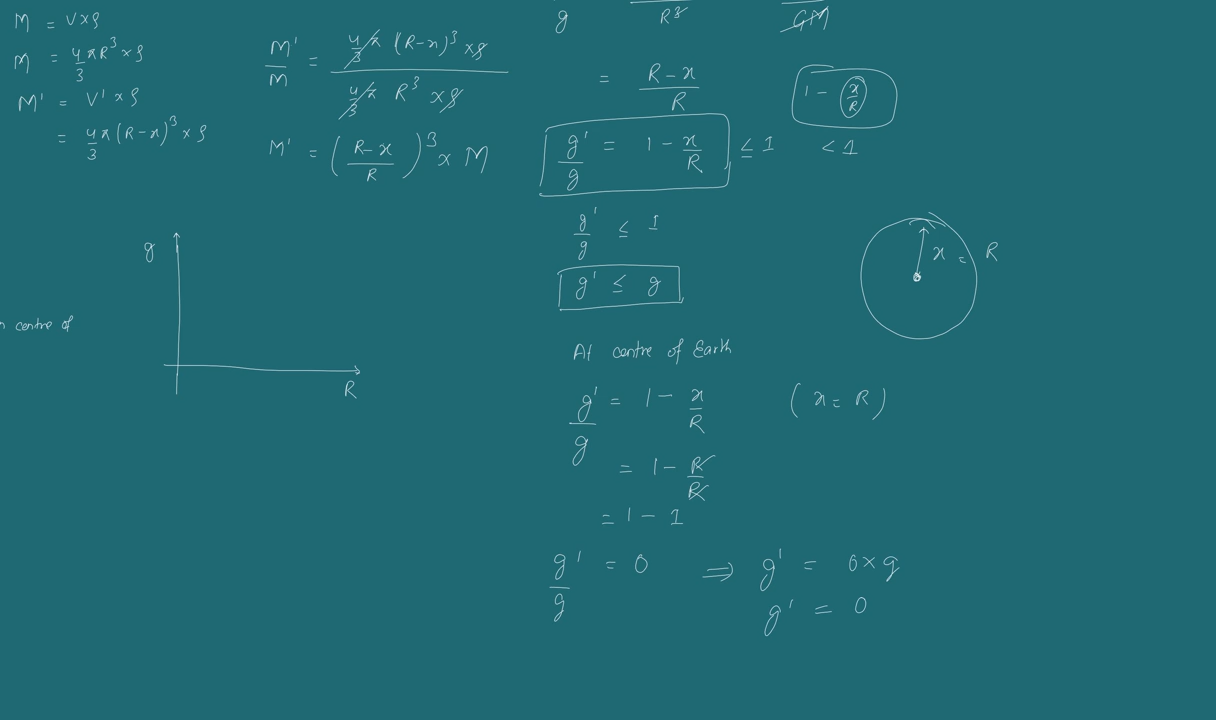 M = V × ρ
M = 4/3 π R³ × ρ
M' = V' × ρ
= 4/3 π (R-x)³ × ρ
M'/M = 4/3 π (R-x)³ × ρ / 4/3 π R³ × ρ
M' = (R-x / R)³ × M
g
R
n centre of
g
R³
GM
= R-x / R
1 - x/R
g'/g = 1 - x/R ≤ 1 < 1
g'/g ≤ 1
g' ≤ g
x = R
At centre of Earth
g'/g = 1 - x/R ( x = R )
= 1 - R/R
= 1 - 1
g'/g = 0 ⇒ g' = 0 × g
g' = 0